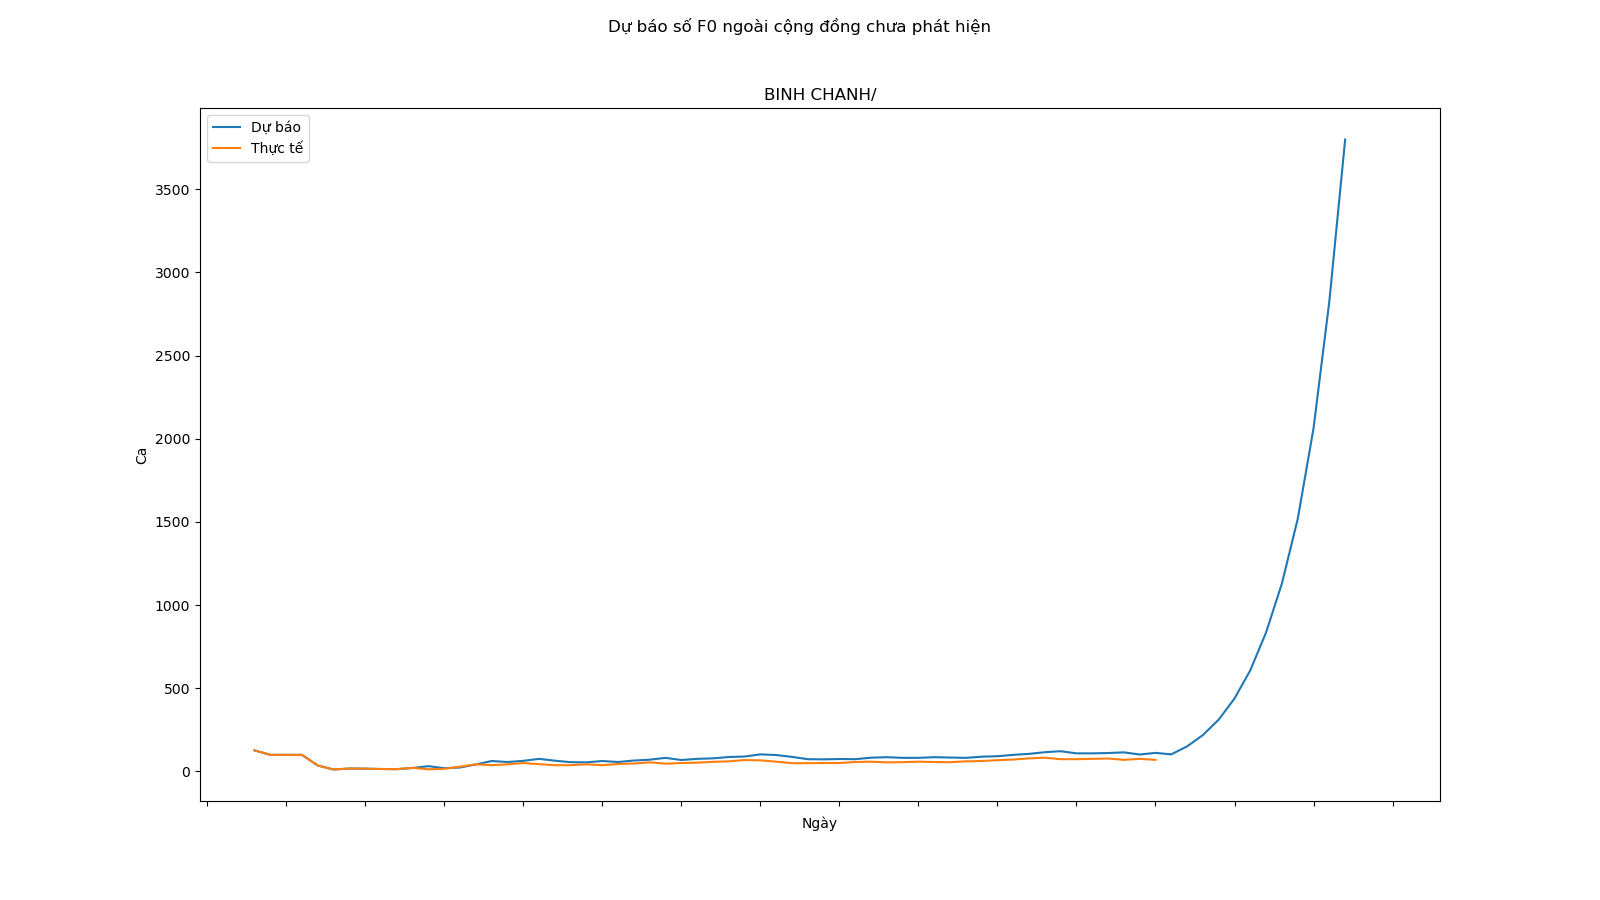 Dự báo số F0 ngoài cộng đồng chưa phát hiện
BINH CHANH/
Dự báo
Thực tế
3500
3000
2500
2000
1500
1000
500
0
Ca
Ngày